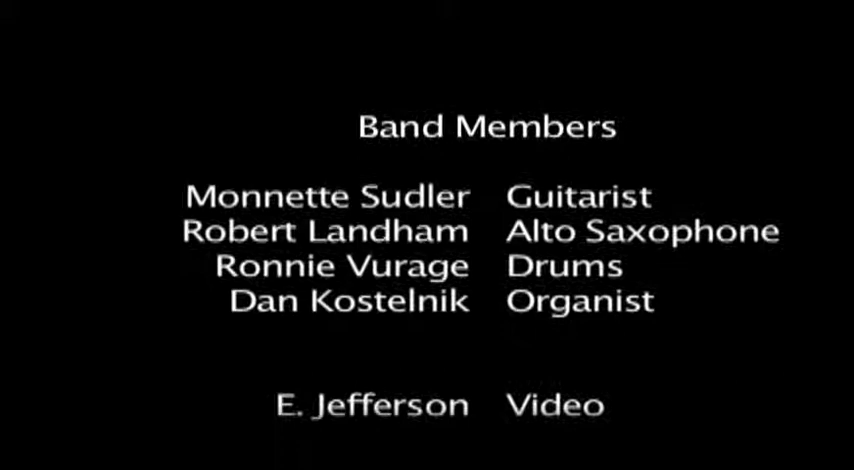 Band Members
Monnette Sudler Guitarist
Robert Landham Alto Saxophone
Ronnie Vurage Drums
Dan Kostelnik Organist
E. Jefferson Video